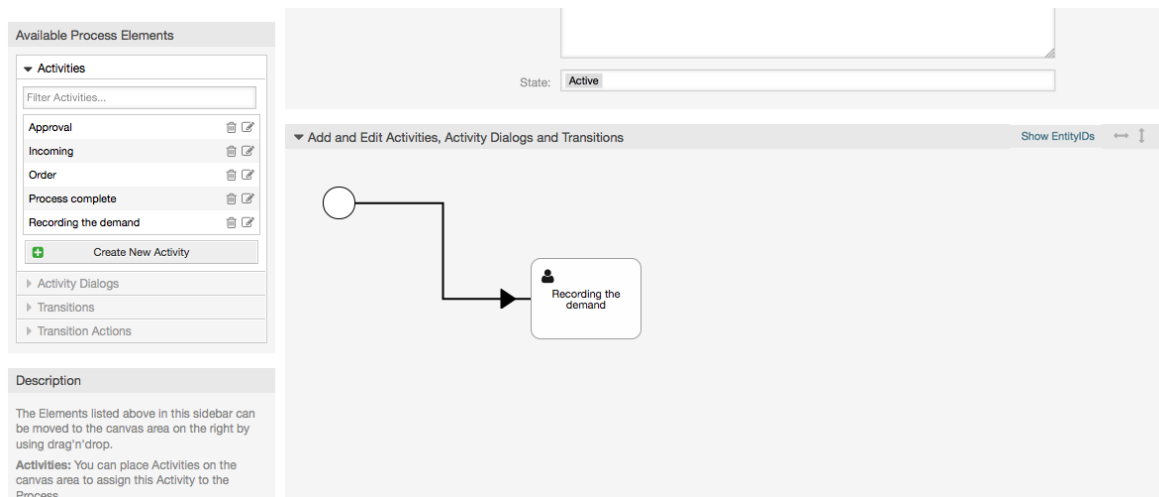 Available Process Elements
Activities
Filter Activities...
Approval
Incoming
Order
Process complete
Recording the demand
Create New Activity
Activity Dialogs
Transitions
Transition Actions
Description
The Elements listed above in this sidebar can
be moved to the canvas area on the right by
using drag'n'drop.
Activities: You can place Activities on the
canvas area to assign this Activity to the
Process.
State: Active
Add and Edit Activities, Activity Dialogs and Transitions
Show EntityIDs
Recording the
demand